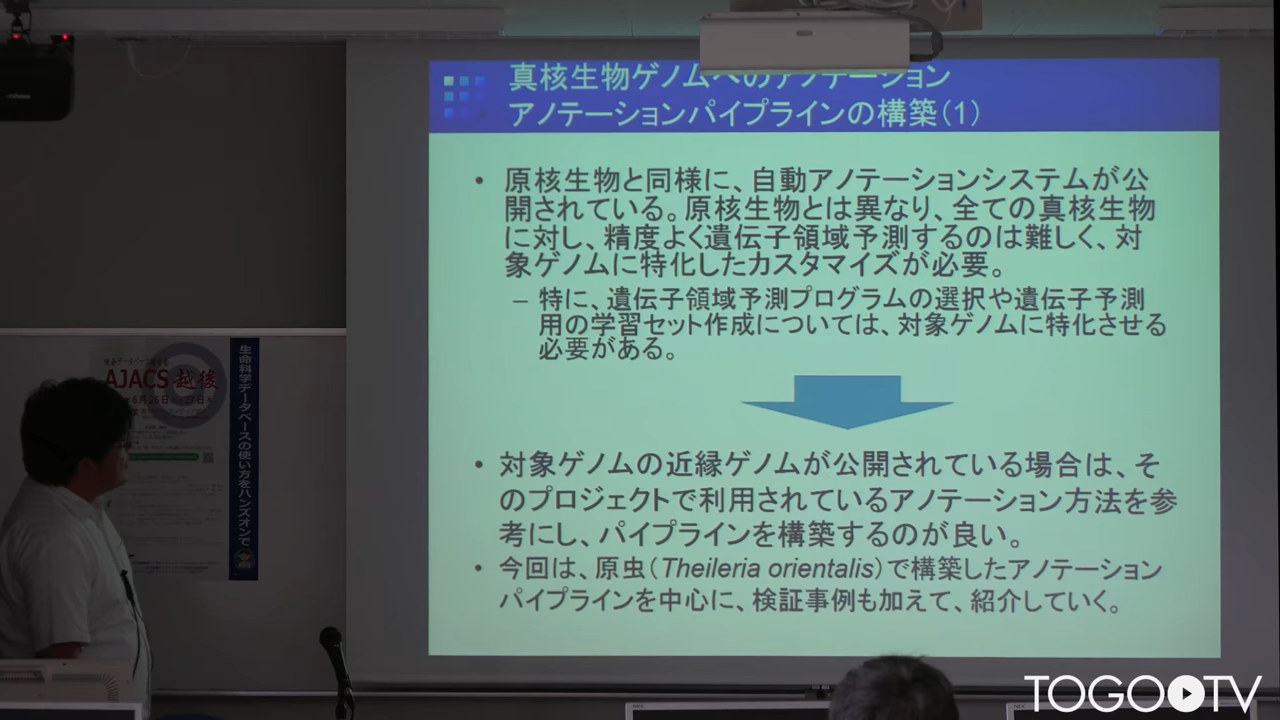 真核生物ゲノムへのアノテーション
アノテーションパイプラインの構築（1）
• 原核生物と同様に、自動アノテーションシステムが公
開されている。原核生物とは異なり、全ての真核生物
に対し、精度よく遺伝子領域予測するのは難しく、対
象ゲノムに特化したカスタマイズが必要。
– 特に、遺伝子領域予測プログラムの選択や遺伝子予測
用の学習セット作成については、対象ゲノムに特化させる
必要がある。
• 対象ゲノムの近縁ゲノムが公開されている場合は、そ
のプロジェクトで利用されているアノテーション方法を参
考にし、パイプラインを構築するのが良い。
• 今回は、原虫（Theileria orientalis）で構築したアノテーション
パイプラインを中心に、検証事例も加えて、紹介していく。
AJACS 越後
生命科学データベースの使い方をハンズオンで
TOGO TV